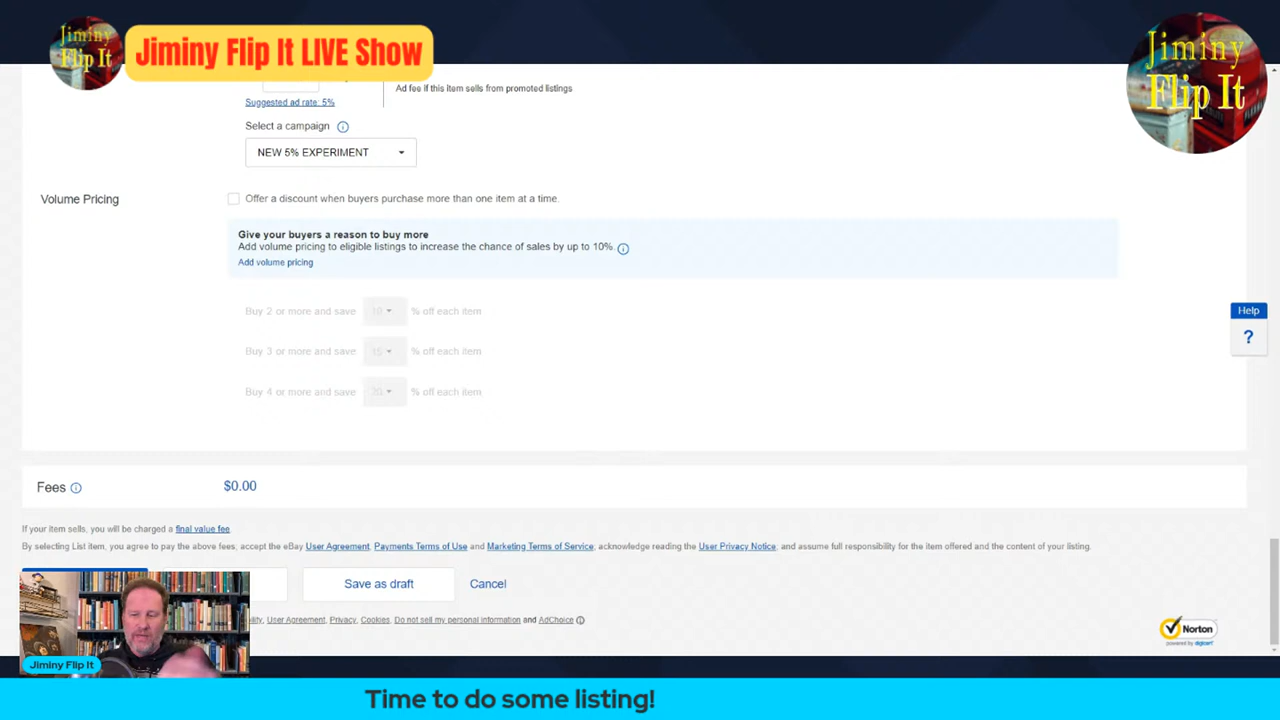 Jiminy
Flip It
Jiminy Flip It LIVE Show
Jiminy
Flip It
Ad fee if this item sells from promoted listings
Suggested ad rate: 5%
Select a campaign
NEW 5% EXPERIMENT
Volume Pricing
Offer a discount when buyers purchase more than one item at a time.
Give your buyers a reason to buy more
Add volume pricing to eligible listings to increase the chance of sales by up to 10%.
Add volume pricing
Buy 2 or more and save 10 % off each item
Buy 3 or more and save 15 % off each item
Buy 4 or more and save 20 % off each item
Help
?
Fees $0.00
If your item sells, you will be charged a final value fee
By selecting List item, you agree to pay the above fees; accept the eBay User Agreement, Payments Terms of Use and Marketing Terms of Service; acknowledge reading the User Privacy Notice; and assume full responsibility for the item offered and the content of your listing.
Save as draft Cancel
User Agreement, Privacy, Cookies, Do not sell my personal information and AdChoice
Norton
powered by digicert
Jiminy Flip It
Time to do some listing!